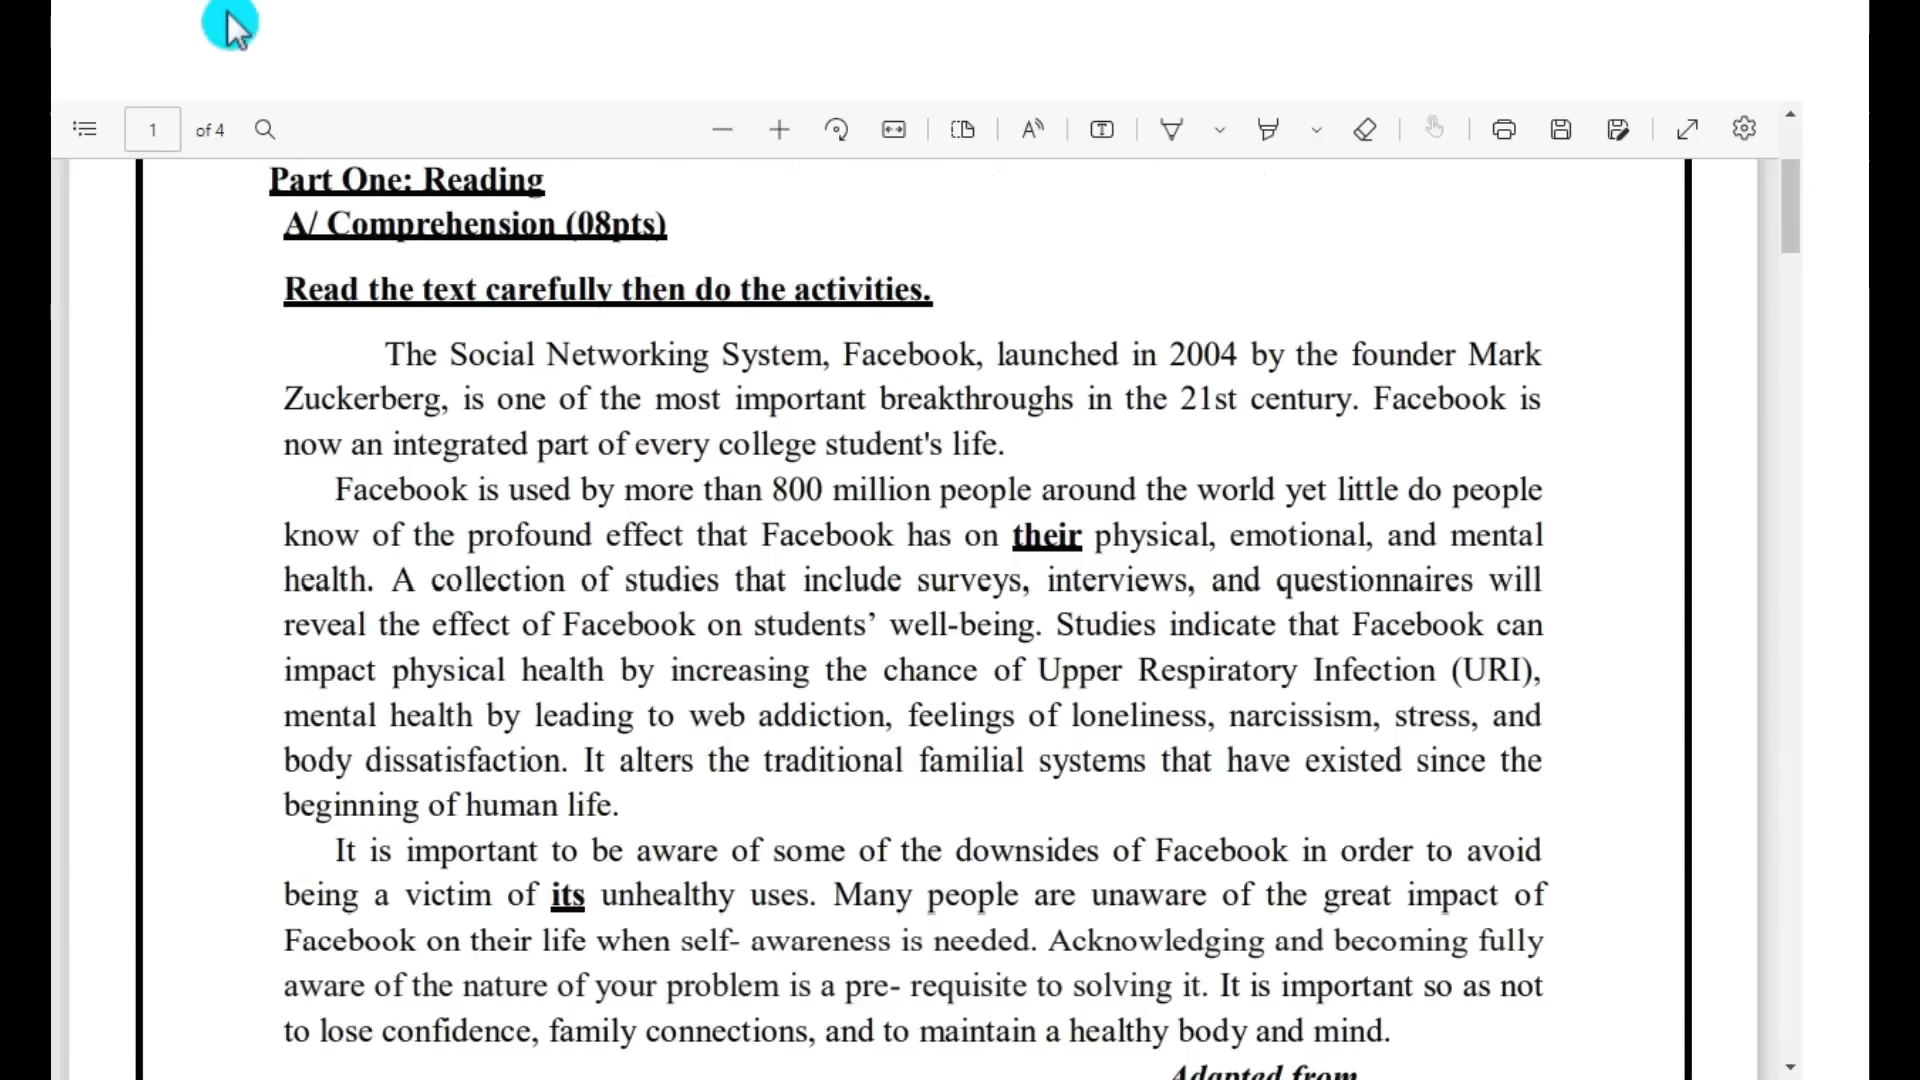 1 of 4
Part One: Reading
A/ Comprehension (08pts)
Read the text carefully then do the activities.
The Social Networking System, Facebook, launched in 2004 by the founder Mark
Zuckerberg, is one of the most important breakthroughs in the 21st century. Facebook is
now an integrated part of every college student's life.
Facebook is used by more than 800 million people around the world yet little do people
know of the profound effect that Facebook has on their physical, emotional, and mental
health. A collection of studies that include surveys, interviews, and questionnaires will
reveal the effect of Facebook on students’ well-being. Studies indicate that Facebook can
impact physical health by increasing the chance of Upper Respiratory Infection (URI),
mental health by leading to web addiction, feelings of loneliness, narcissism, stress, and
body dissatisfaction. It alters the traditional familial systems that have existed since the
beginning of human life.
It is important to be aware of some of the downsides of Facebook in order to avoid
being a victim of its unhealthy uses. Many people are unaware of the great impact of
Facebook on their life when self- awareness is needed. Acknowledging and becoming fully
aware of the nature of your problem is a pre- requisite to solving it. It is important so as not
to lose confidence, family connections, and to maintain a healthy body and mind.
Adapted from